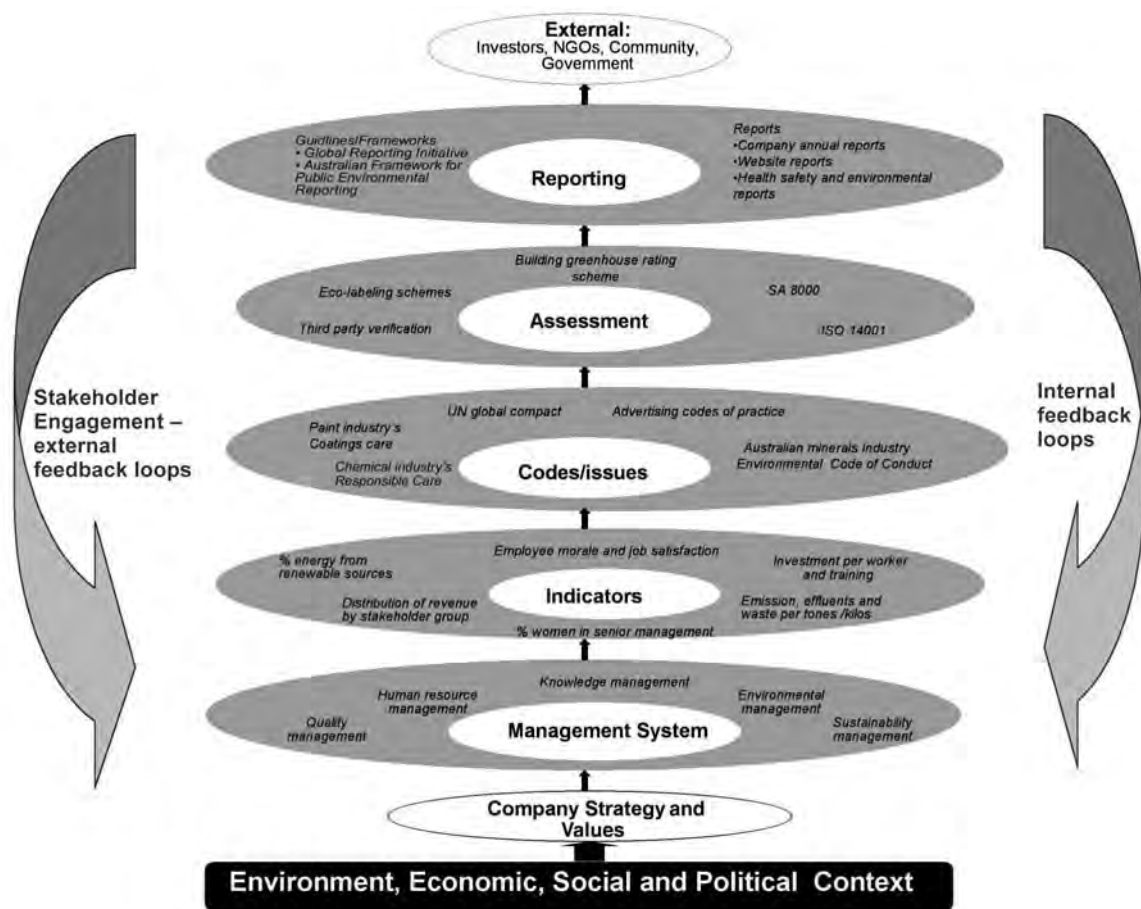 External:
Investors, NGOs, Community,
Government
Guidlines/Frameworks
• Global Reporting Initiative
• Australian Framework for
Public Environmental
Reporting
Reporting
Reports
•Company annual reports
•Website reports
•Health safety and environmental
reports
Building greenhouse rating
scheme
Eco-labeling schemes
SA 8000
Assessment
Third party verification
ISO 14001
Stakeholder
Engagement –
external
feedback loops
Internal
feedback
loops
UN global compact
Advertising codes of practice
Paint industry's
Coatings care
Australian minerals industry
Environmental Code of Conduct
Chemical industry's
Responsible Care
Codes/issues
Employee morale and job satisfaction
% energy from
renewable sources
Investment per worker
and training
Indicators
Distribution of revenue
by stakeholder group
Emission, effluents and
waste per tones /kilos
% women in senior management
Knowledge management
Human resource
management
Environmental
management
Quality
management
Management System
Sustainability
management
Company Strategy and
Values
Environment, Economic, Social and Political Context